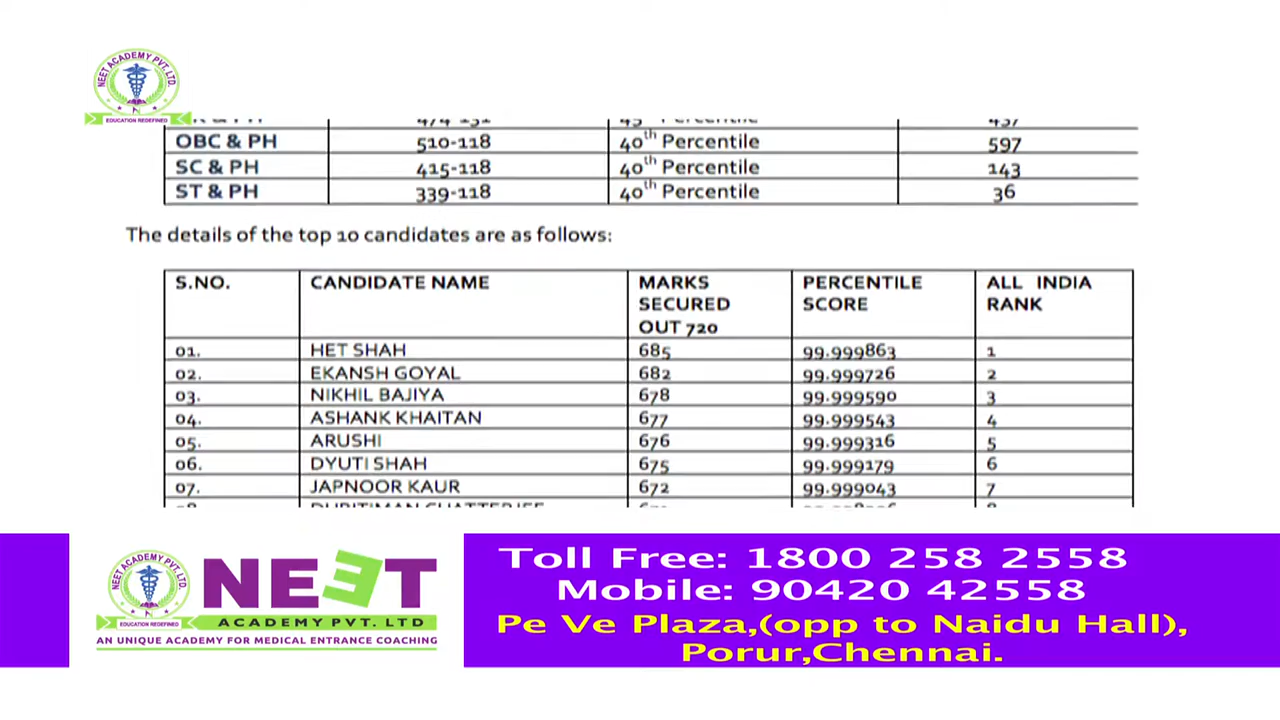 NEET ACADEMY PVT. LTD.
EDUCATION REDEFINED
OBC & PH 510-118 40th Percentile 597
SC & PH 415-118 40th Percentile 143
ST & PH 339-118 40th Percentile 36
The details of the top 10 candidates are as follows:
S.NO. CANDIDATE NAME MARKS SECURED OUT 720 PERCENTILE SCORE ALL INDIA RANK
01. HET SHAH 685 99.999863 1
02. EKANSH GOYAL 682 99.999726 2
03. NIKHIL BAJIYA 678 99.999590 3
04. ASHANK KHAITAN 677 99.999543 4
05. ARUSHI 676 99.999316 5
06. DYUTI SHAH 675 99.999179 6
07. JAPNOOR KAUR 672 99.999043 7
NEET ACADEMY PVT. LTD.
EDUCATION REDEFINED
NEET
ACADEMY PVT. LTD
AN UNIQUE ACADEMY FOR MEDICAL ENTRANCE COACHING
Toll Free: 1800 258 2558
Mobile: 90420 42558
Pe Ve Plaza,(opp to Naidu Hall),
Porur,Chennai.